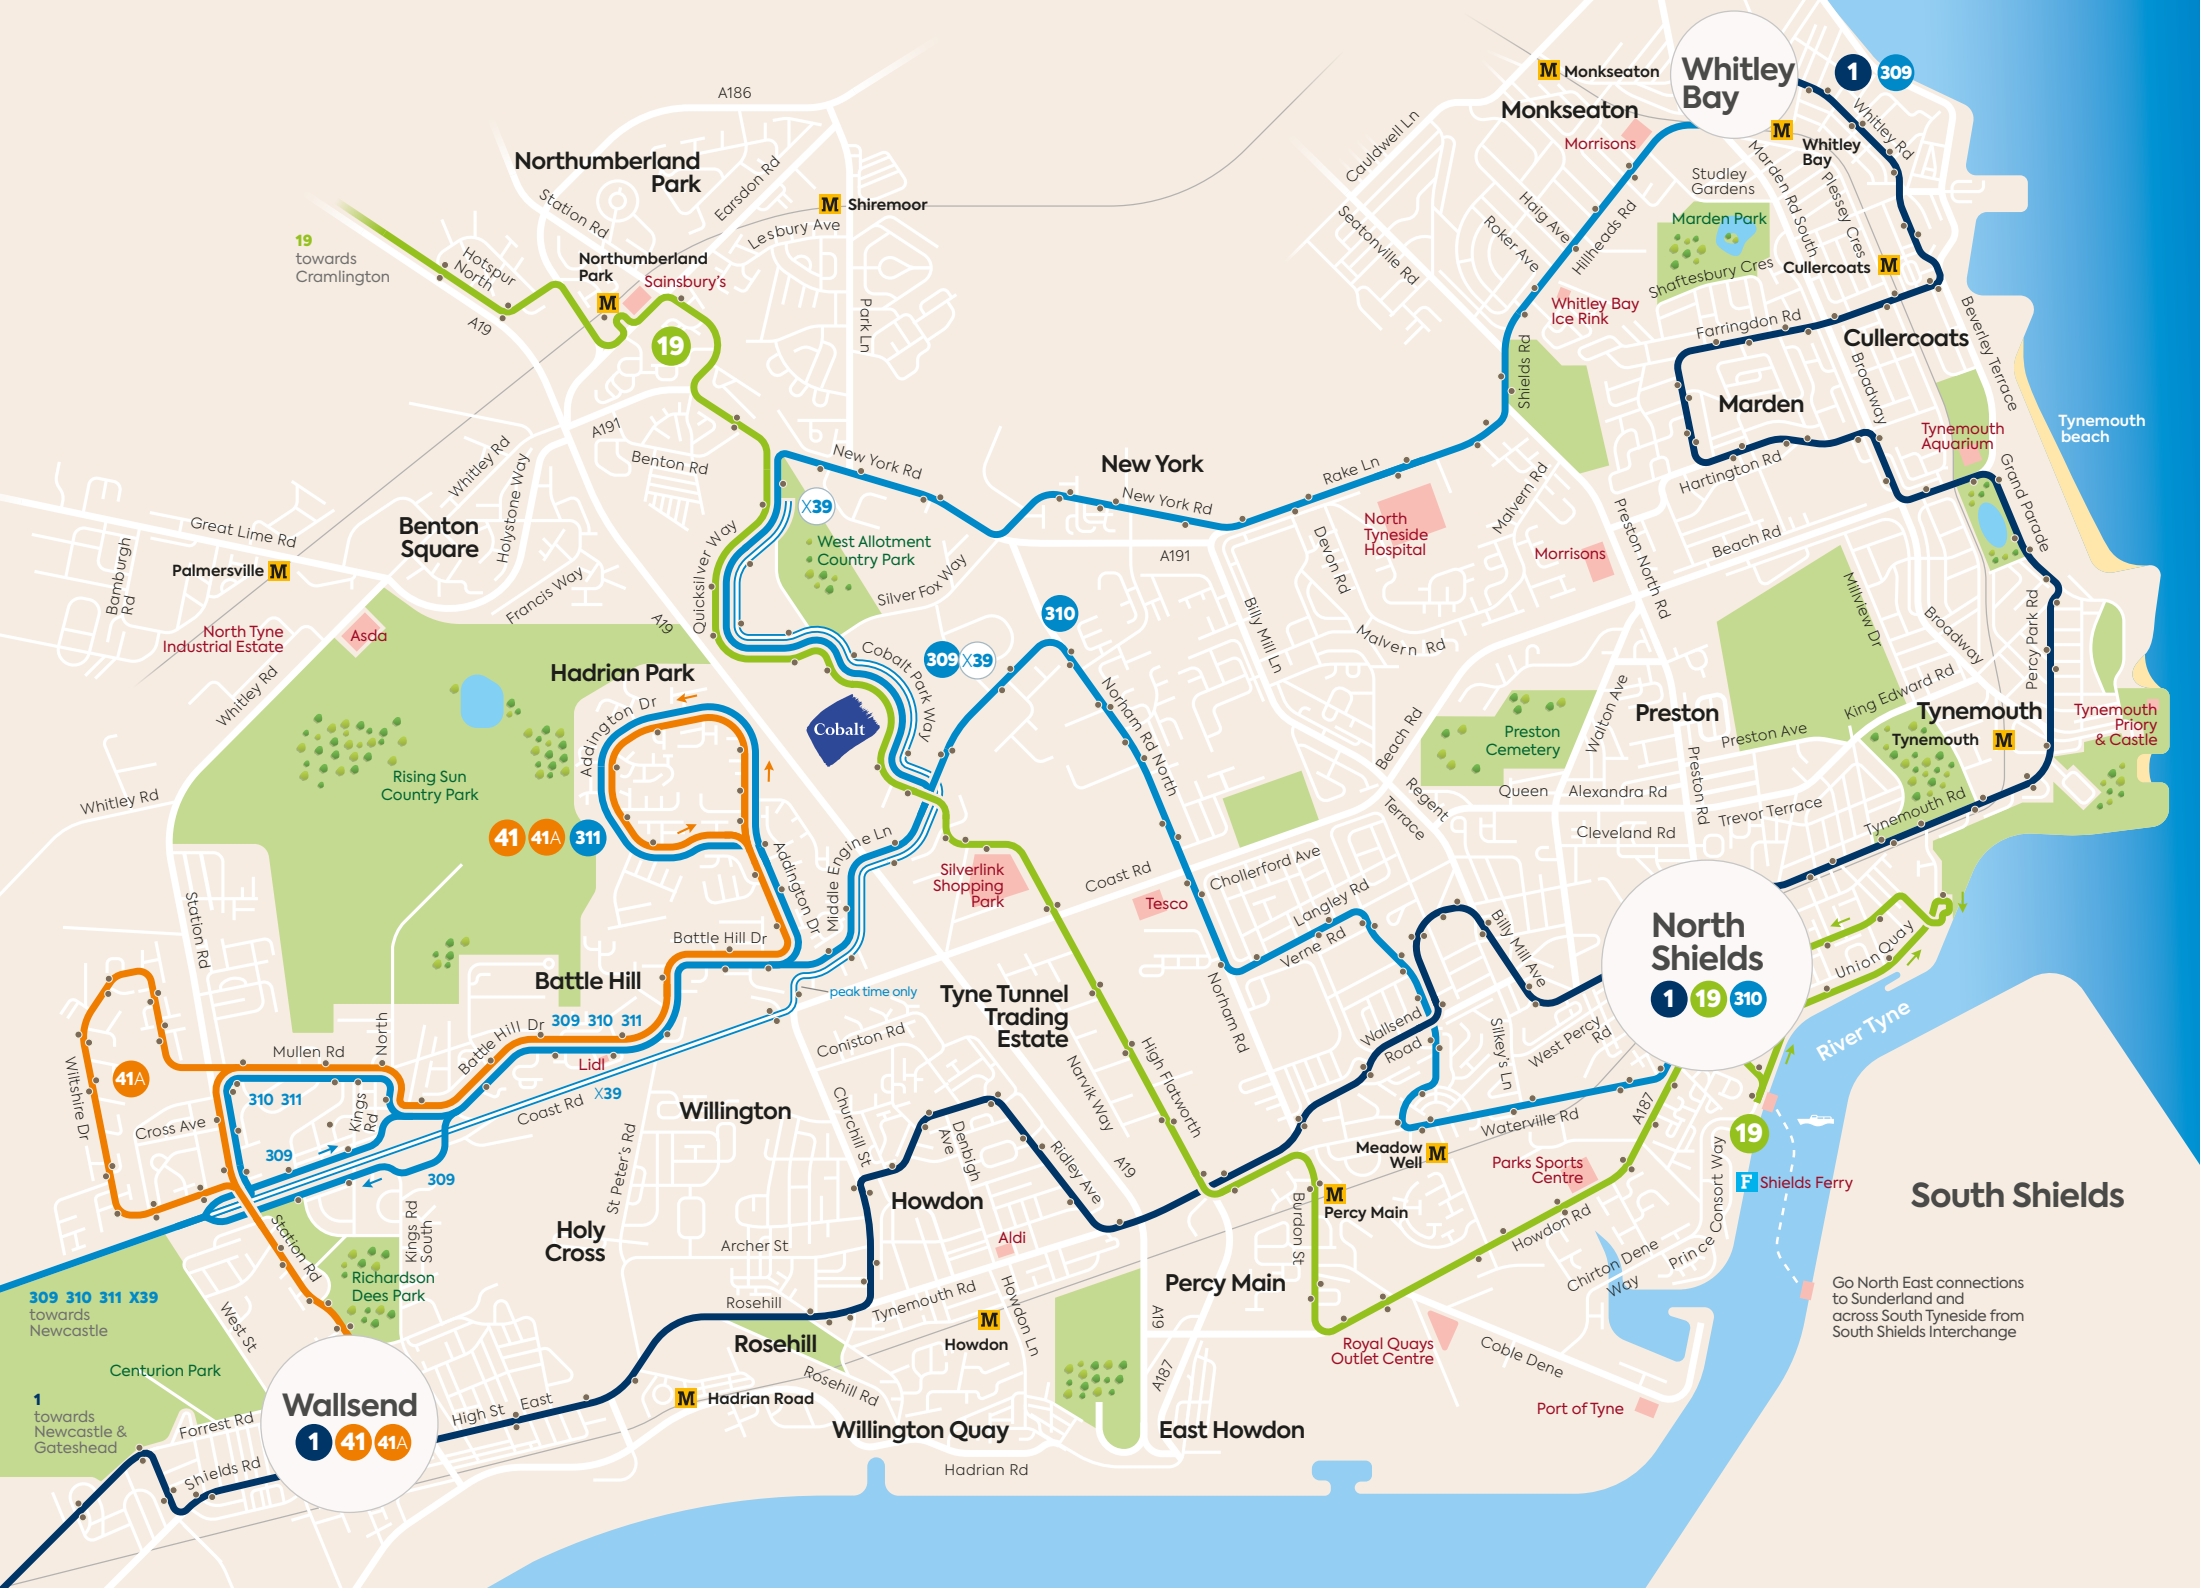 Monkseaton
Whitley
Bay
1
309
A186
Monkseaton
Morrisons
Whitley Rd
Whitley
Bay
Cauldwell Ln
Marden Rd South
Plessey Cres
Studley
Gardens
Northumberland
Park
Station Rd
Earsdon Rd
Shiremoor
Lesbury Ave
Haig Ave
Roker Ave
Hillheads Rd
Seatonville Rd
Marden Park
Shaftesbury Cres
Cullercoats
19
towards
Cramlington
Hotspur
North
Northumberland
Park
Sainsbury's
A19
19
Park Ln
Whitley Bay
Ice Rink
Shields Rd
Farringdon Rd
Cullercoats
Beverley Terrace
Broadway
Marden
Tynemouth
Aquarium
Tynemouth
beach
A191
Benton Rd
Whitley Rd
Holystone Way
New York Rd
New York
New York Rd
Rake Ln
Hartington Rd
Grand Parade
Malvern Rd
Preston North Rd
X39
Great Lime Rd
Benton
Square
Palmersville
Bamburgh
Rd
Francis Way
Quicksilver Way
West Allotment
Country Park
Silver Fox Way
A191
North
Tyneside
Hospital
Devon Rd
Morrisons
Beach Rd
Millview Dr
Broadway
Percy Park Rd
North Tyne
Industrial Estate
Asda
Whitley Rd
A19
310
309
X39
Billy Mill Ln
Malvern Rd
Hadrian Park
Addington Dr
Cobalt Park Way
Cobalt
Norham Rd North
Beach Rd
Preston
Cemetery
Walton Ave
Preston
Preston Ave
King Edward Rd
Tynemouth
Tynemouth
Tynemouth
Priory
& Castle
Rising Sun
Country Park
Whitley Rd
41
41A
311
Addington Dr
Middle Engine Ln
Regent
Terrace
Queen
Alexandra Rd
Preston Rd
Trevor Terrace
Cleveland Rd
Tynemouth Rd
Silverlink
Shopping
Park
Coast Rd
Tesco
Chollerford Ave
Langley Rd
Verne Rd
Billy Mill Ave
North
Shields
1
19
310
Union Quay
River Tyne
Station Rd
Battle Hill Dr
Battle Hill
peak time only
Tyne Tunnel
Trading
Estate
Norham Rd
Wallsend
Road
Silkey's Ln
West Percy
Rd
Battle Hill Dr
309 310 311
Mullen Rd
North
Lidl
Coniston Rd
Narvik Way
High Flatworth
41A
Wiltshire Dr
310 311
Kings
Rd
Cross Ave
309
309
Coast Rd
X39
Willington
Churchill St
Denbigh
Ave
Ridley Ave
A19
Meadow
Well
Waterville Rd
A187
19
Parks Sports
Centre
Shields Ferry
Prince Consort Way
South Shields
St Peter's Rd
Howdon
Percy Main
Burdon St
Howdon Rd
Chirton Dene
Way
Station Rd
Kings Rd
South
Holy
Cross
Archer St
Aldi
Percy Main
Richardson
Dees Park
309 310 311 X39
towards
Newcastle
Rosehill
Tynemouth Rd
Howdon Ln
Howdon
A19
Royal Quays
Outlet Centre
Coble Dene
Go North East connections
to Sunderland and
across South Tyneside from
South Shields Interchange
West St
Rosehill
Rosehill Rd
A187
Centurion Park
1
towards
Newcastle &
Gateshead
Forrest Rd
Shields Rd
Wallsend
1
41
41A
High St East
Hadrian Road
Willington Quay
East Howdon
Port of Tyne
Hadrian Rd